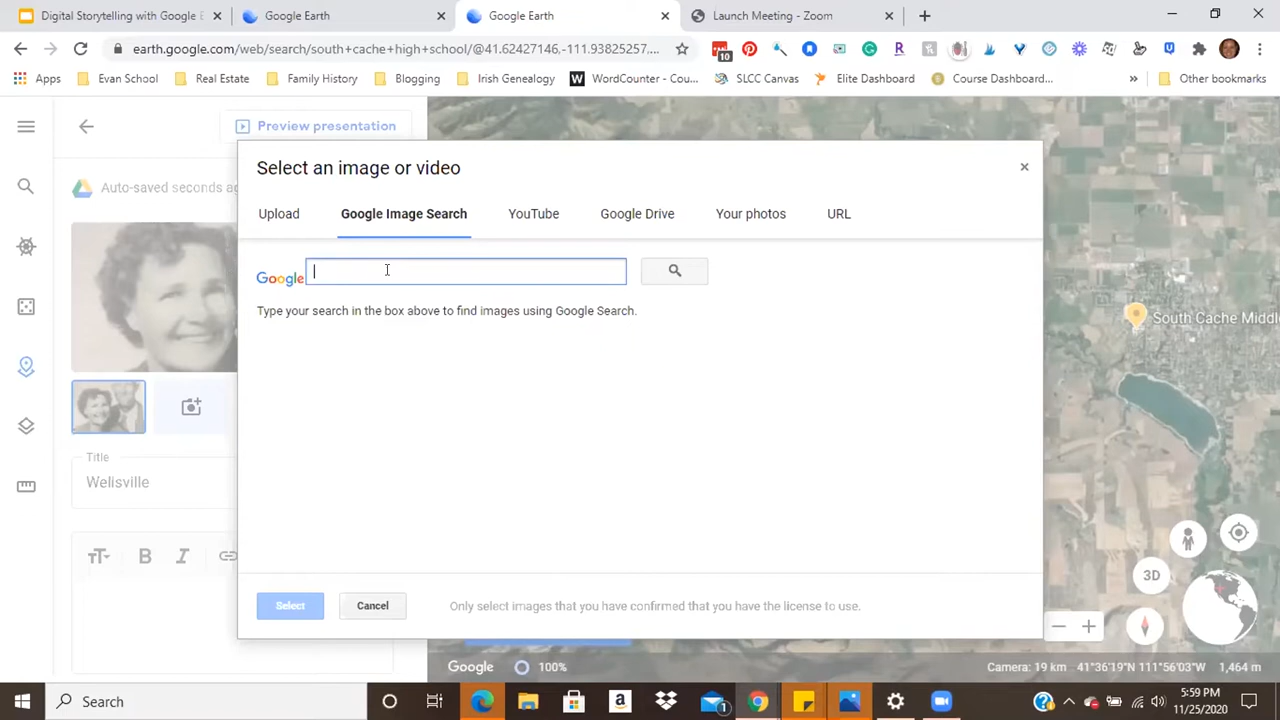 Digital Storytelling with Google E
Google Earth
Google Earth
Launch Meeting - Zoom
earth.google.com/web/search/south+cache+high+school/@41.62427146,-111.93825257,...
10
Apps
Evan School
Real Estate
Family History
Blogging
Irish Genealogy
WordCounter - Cou...
SLCC Canvas
Elite Dashboard
Course Dashboard...
»
Other bookmarks
Preview presentation
Auto-saved seconds ag
Select an image or video
Upload
Google Image Search
YouTube
Google Drive
Your photos
URL
Google
Type your search in the box above to find images using Google Search.
South Cache Middl
Title
Wellsville
TT
B
I
Select
Cancel
Only select images that you have confirmed that you have the license to use.
3D
Google
100%
Camera: 19 km 41°36'19"N 111°56'03"W 1,464 m
Search
1
5:59 PM
11/25/2020